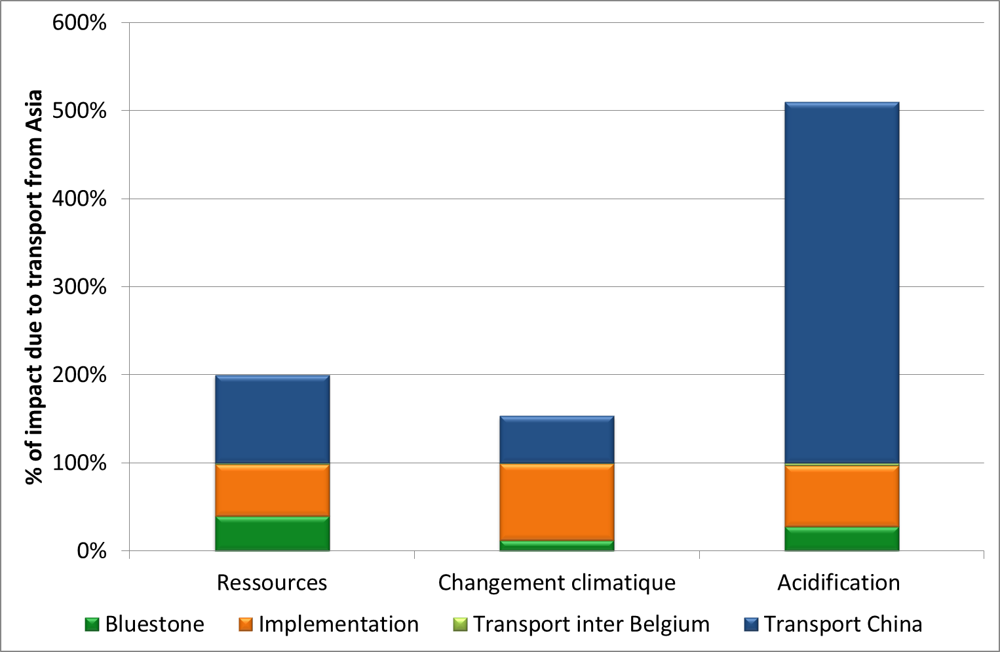 % of impact due to transport from Asia
600%
500%
400%
300%
200%
100%
0%
Ressources Changement climatique Acidification
Bluestone Implementation Transport inter Belgium Transport China